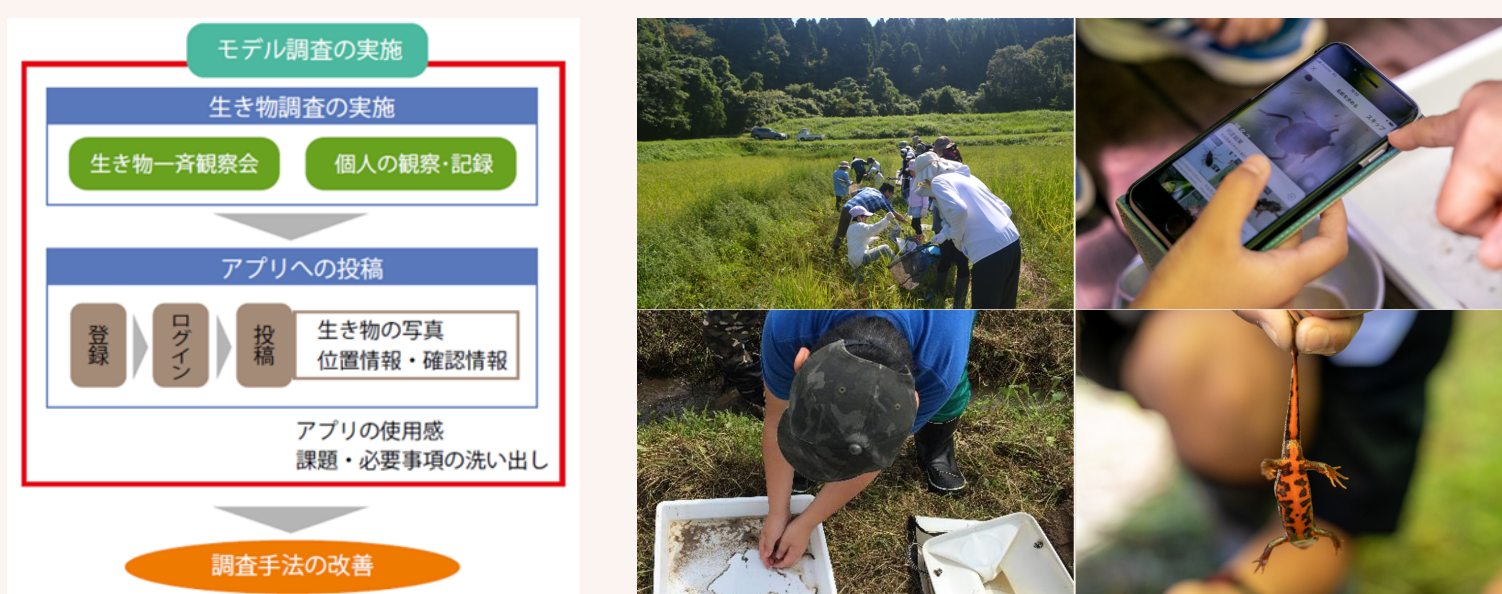 モデル調査の実施
生き物調査の実施
生き物一斉観察会
個人の観察・記録
アプリへの投稿
登録
ログイン
投稿
生き物の写真
位置情報・確認情報
アプリの使用感
課題・必要事項の洗い出し
調査手法の改善
スキップ